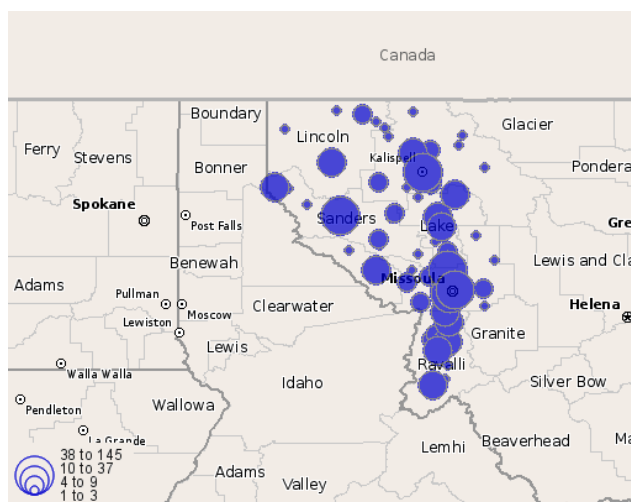 Canada
Boundary
Glacier
Lincoln
Ferry
Stevens
Kalispell
Bonner
Pondera
Spokane
Sanders
Lake
Post Falls
Gre
Benewah
Lewis and Cla
Adams
Missoula
Pullman
Moscow
Clearwater
Helena
Lewiston
Granite
Lewis
Ravalli
Walla Walla
Idaho
Silver Bow
Pendleton
Wallowa
La Grande
Lemhi
Beaverhead
Ma
38 to 145
10 to 37
4 to 9
1 to 3
Adams
Valley